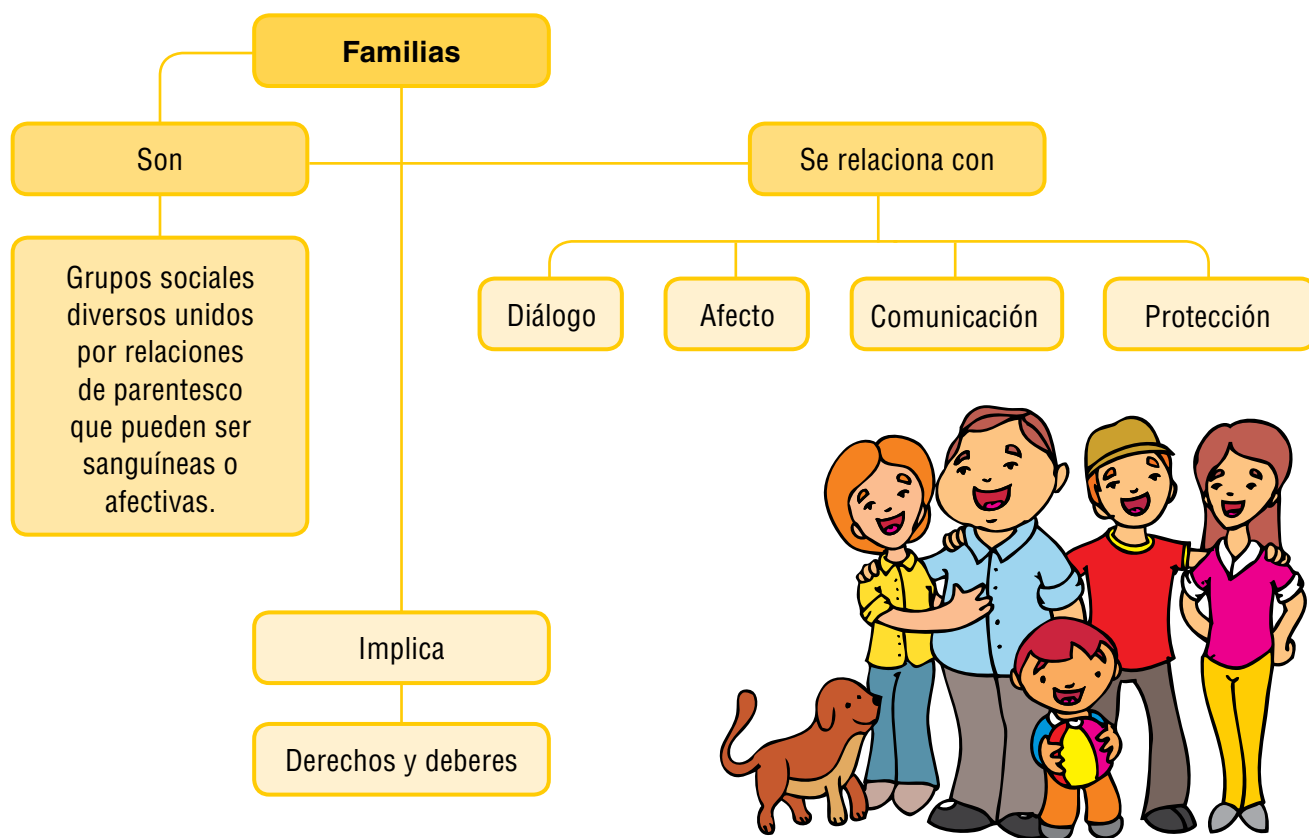 Familias
Son
Se relaciona con
Grupos sociales
diversos unidos
por relaciones
de parentesco
que pueden ser
sanguíneas o
afectivas.
Diálogo
Afecto
Comunicación
Protección
Implica
Derechos y deberes